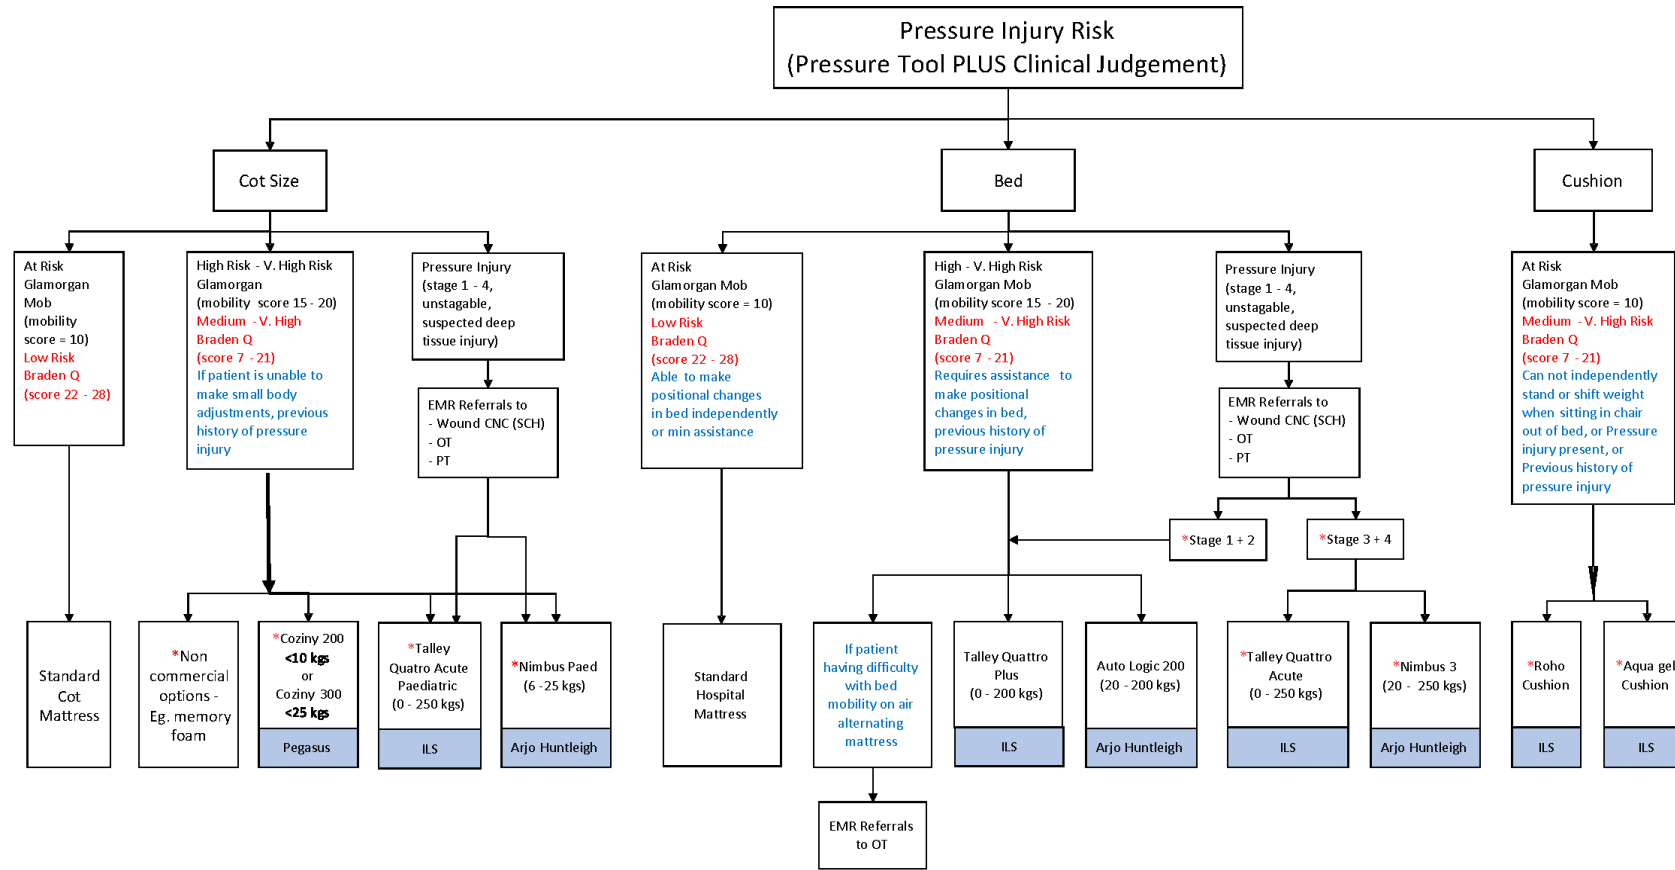 Pressure Injury Risk
(Pressure Tool PLUS Clinical Judgement)
Cot Size
Bed
Cushion
At Risk
Glamorgan
Mob
(mobility
score = 10)
Low Risk
Braden Q
(score 22 - 28)
High Risk - V. High Risk
Glamorgan
(mobility score 15 - 20)
Medium - V. High
Braden Q
(score 7 - 21)
If patient is unable to
make small body
adjustments, previous
history of pressure
injury
Pressure Injury
(stage 1 - 4,
unstagable,
suspected deep
tissue injury)
At Risk
Glamorgan Mob
(mobility score = 10)
Low Risk
Braden Q
(score 22 - 28)
Able to make
positional changes
in bed independently
or min assistance
High - V. High Risk
Glamorgan Mob
(mobility score 15 - 20)
Medium - V. High Risk
Braden Q
(score 7 - 21)
Requires assistance to
make positional
changes in bed,
previous history of
pressure injury
Pressure Injury
(stage 1 - 4,
unstagable,
suspected deep
tissue injury)
At Risk
Glamorgan Mob
(mobility score = 10)
Medium - V. High Risk
Braden Q
(score 7 - 21)
Can not independently
stand or shift weight
when sitting in chair
out of bed, or Pressure
injury present, or
Previous history of
pressure injury
EMR Referrals to
- Wound CNC (SCH)
- OT
- PT
EMR Referrals to
- Wound CNC (SCH)
- OT
- PT
*Stage 1 + 2
*Stage 3 + 4
Standard
Cot
Mattress
*Non
commercial
options -
Eg. memory
foam
*Coziny 200
<10 kgs
or
Coziny 300
<25 kgs
Pegasus
*Talley
Quatro Acute
Paediatric
(0 - 250 kgs)
ILS
*Nimbus Paed
(6 -25 kgs)
Arjo Huntleigh
Standard
Hospital
Mattress
If patient
having difficulty
with bed
mobility on air
alternating
mattress
Talley Quattro
Plus
(0 - 200 kgs)
ILS
Auto Logic 200
(20 - 200 kgs)
Arjo Huntleigh
*Talley Quattro
Acute
(0 - 250 kgs)
ILS
*Nimbus 3
(20 - 250 kgs)
Arjo Huntleigh
*Roho
Cushion
ILS
*Aqua gel
Cushion
ILS
EMR Referrals
to OT